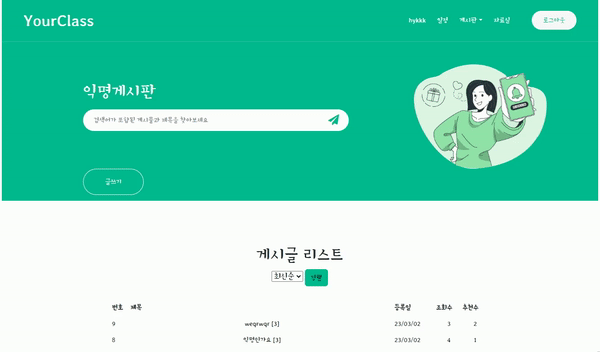 YourClass
hykkk 알림 게시판 자료실 로그아웃
익명게시판
검색어가 포함된 게시물과 제목을 찾아보세요
글쓰기
게시글 리스트
최신순 정렬
번호 제목 등록일 조회수 추천수
9 weqrwqr [3] 23/03/02 3 2
8 익명인가요 [3] 23/03/02 4 1